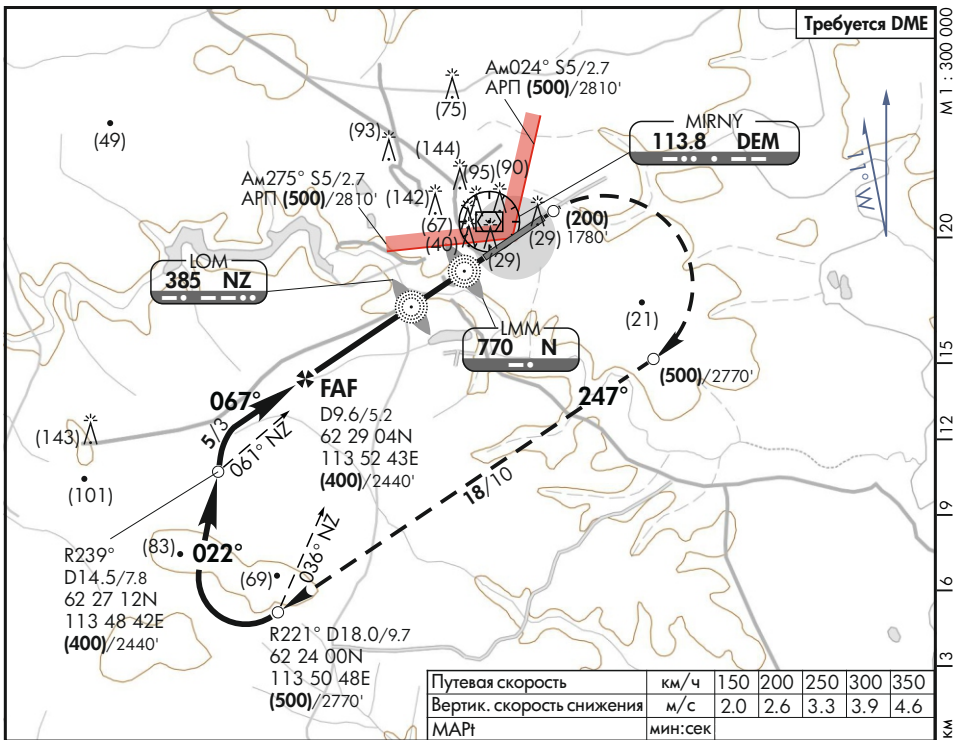 Требуется DME
М 1 : 300 000
Ам024° S5/2.7
АРП (500)/2810'
(75)
(49)
(93)
(144)
MIRNY
113.8 DEM
11°W
Ам275° S5/2.7
АРП (500)/2810'
(142)
(95)
(90)
(67)
(40)
(29)
(29)
(200)
1780'
20
LOM
385 NZ
(21)
LMM
770 N
15
(500)/2770'
067°
FAF
247°
D9.6/5.2
62 29 04N
113 52 43E
(400)/2440'
5/3
061° NZ
(143)
12
(101)
18/10
9
R239°
D14.5/7.8
62 27 12N
113 48 42E
(400)/2440'
(83)
022°
(69)
036° NZ
6
R221° D18.0/9.7
62 24 00N
113 50 48E
(500)/2770'
3
Путевая скорость км/ч 150 200 250 300 350
Вертик. скорость снижения м/с 2.0 2.6 3.3 3.9 4.6
MAPt мин:сек
км